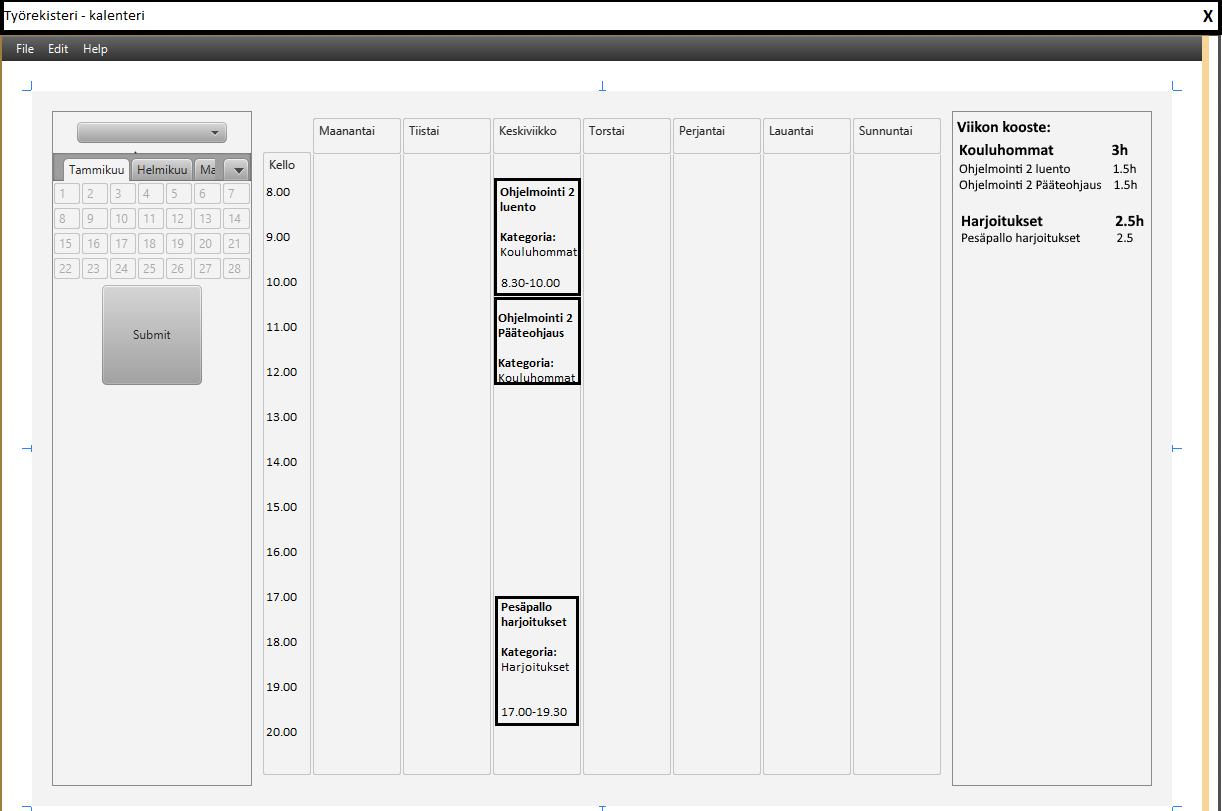 Työrekisteri - kalenteri X
File Edit Help
Tammikuu Helmikuu Ma
1 2 3 4 5 6 7
8 9 10 11 12 13 14
15 16 17 18 19 20 21
22 23 24 25 26 27 28
Submit
Maanantai Tiistai Keskiviikko Torstai Perjantai Lauantai Sunnuntai
Kello
8.00
9.00
10.00
11.00
12.00
13.00
14.00
15.00
16.00
17.00
18.00
19.00
20.00
Ohjelmointi 2
luento
Kategoria:
Kouluhommat
8.30-10.00
Ohjelmointi 2
Pääteohjaus
Kategoria:
Kouluhommat
Pesäpallo
harjoitukset
Kategoria:
Harjoitukset
17.00-19.30
Viikon kooste:
Kouluhommat 3h
Ohjelmointi 2 luento 1.5h
Ohjelmointi 2 Pääteohjaus 1.5h
Harjoitukset 2.5h
Pesäpallo harjoitukset 2.5